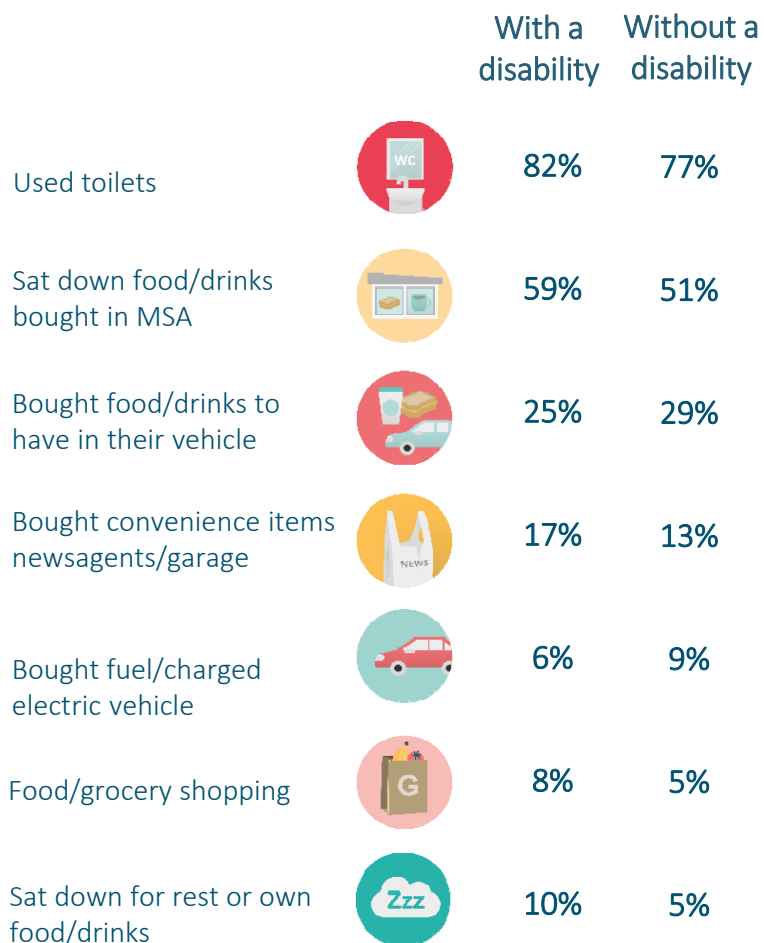 With a Without a
disability disability
WC
Used toilets 82% 77%
Sat down food/drinks
bought in MSA 59% 51%
Bought food/drinks to
have in their vehicle 25% 29%
Bought convenience items
newsagents/garage NEWS 17% 13%
Bought fuel/charged
electric vehicle 6% 9%
Food/grocery shopping G 8% 5%
Sat down for rest or own
food/drinks Zzz 10% 5%